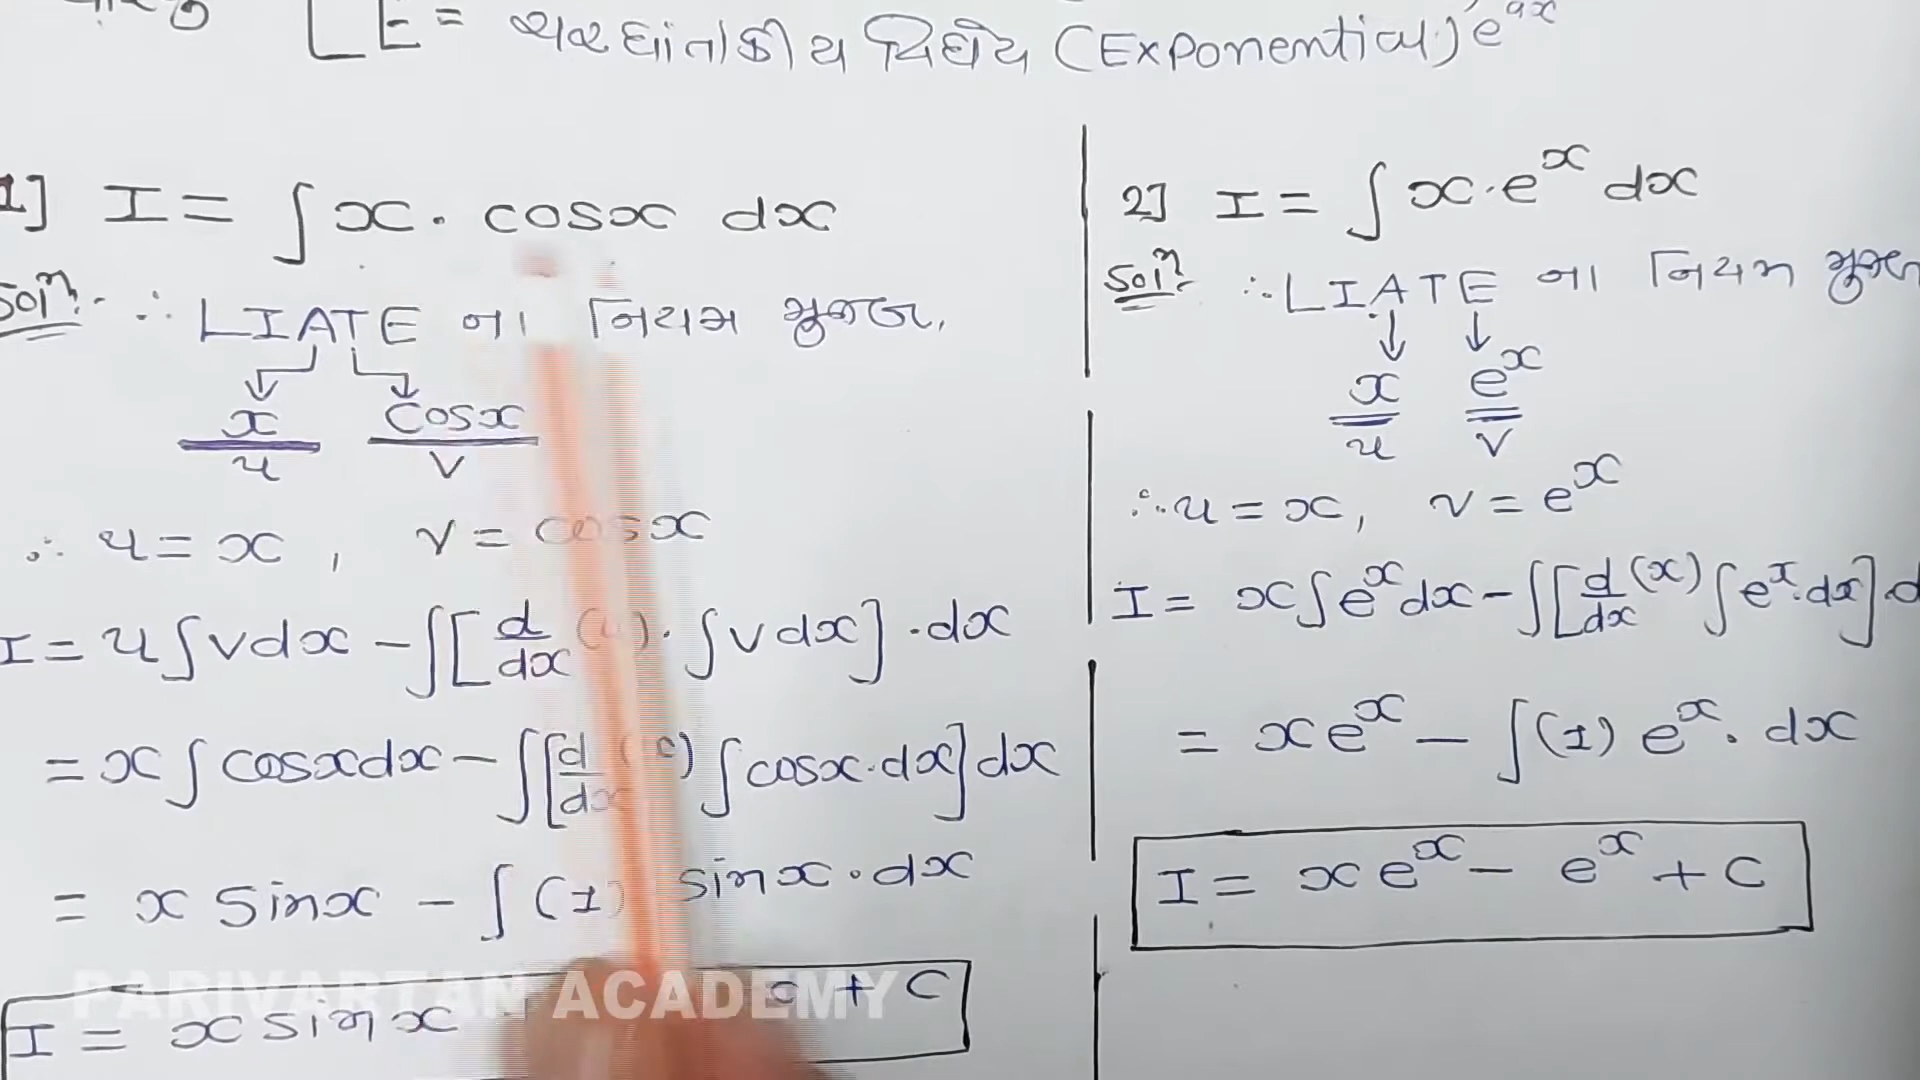 LE = ચરઘાંતાકીય વિધેય (Exponential) e^ax
1] I = ∫ x · cosx dx
Solⁿ:- ∴ LIATE ના નિયમ મુજબ,
x cosx
u v
∴ u = x , v = cosx
I = u∫vdx - ∫[d/dx ( ) · ∫vdx] · dx
= x∫cosxdx - ∫[d/dx (x) ∫cosx·dx]dx
= x sinx - ∫(1) sinx·dx
I = x sinx + C
2] I = ∫ x·e^x dx
Solⁿ:- ∴ LIATE ના નિયમ મુજબ
x e^x
u v
∴ u = x, v = e^x
I = x∫e^x dx - ∫[d/dx (x) ∫e^x·dx] d
= xe^x - ∫(1) e^x · dx
I = xe^x - e^x + C
PARIVARTAN ACADEMY